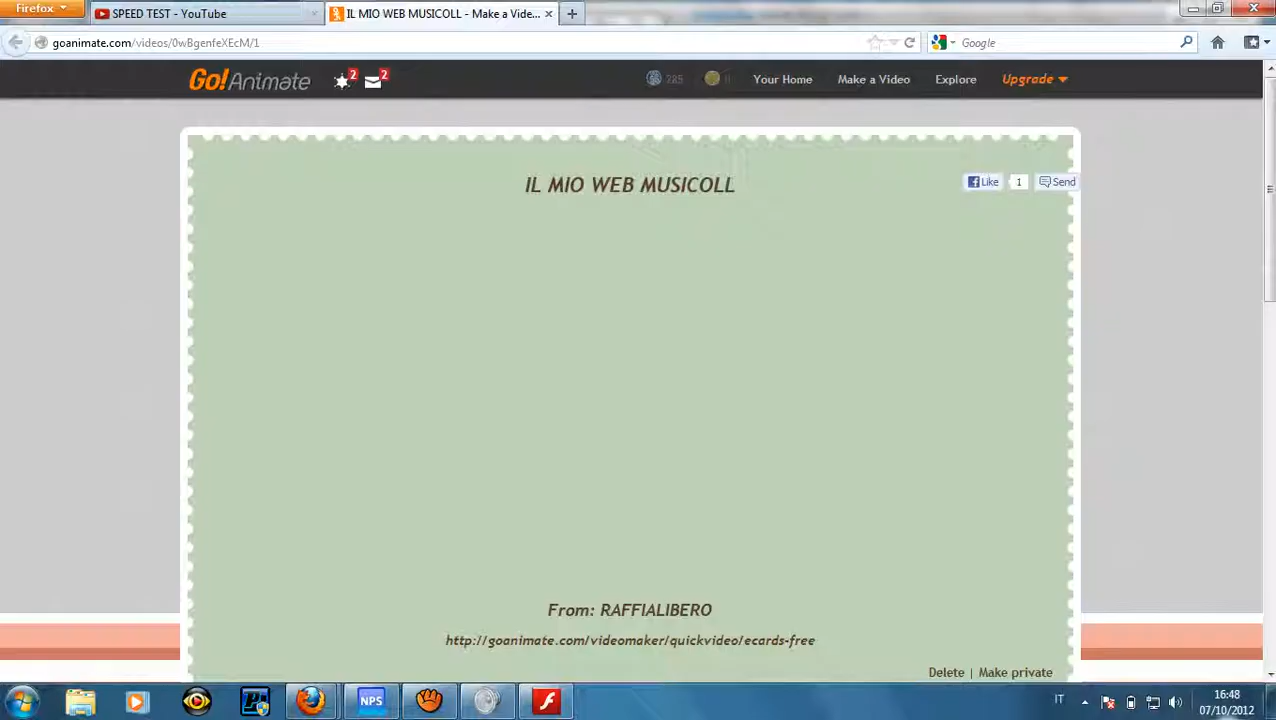 Firefox
SPEED TEST - YouTube
IL MIO WEB MUSICOLL - Make a Vide...
goanimate.com/videos/0wBgenfeXEcM/1
Google
Go!Animate
2
2
285
0
Your Home
Make a Video
Explore
Upgrade
IL MIO WEB MUSICOLL
Like
1
Send
From: RAFFIALIBERO
http://goanimate.com/videomaker/quickvideo/ecards-free
Delete | Make private
NPS
IT
16:48
07/10/2012